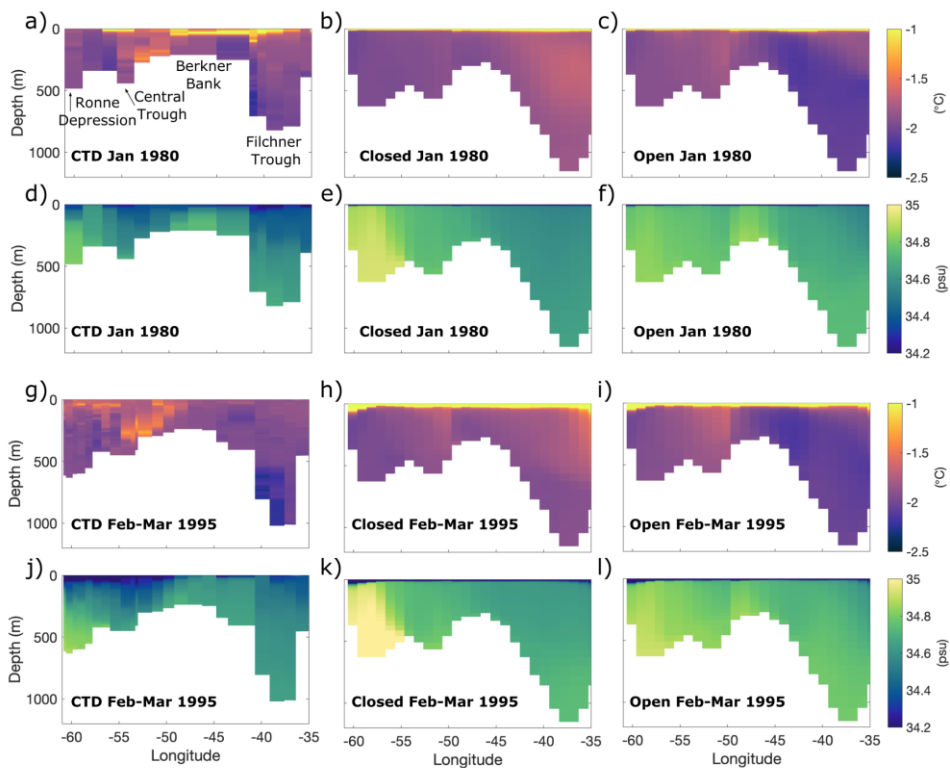 a)
b)
c)
0
500
1000
Depth (m)
Ronne
Depression
Central
Trough
Berkner
Bank
Filchner
Trough
CTD Jan 1980
Closed Jan 1980
Open Jan 1980
-1
-1.5
-2
-2.5
(°C)
d)
e)
f)
0
500
1000
Depth (m)
CTD Jan 1980
Closed Jan 1980
Open Jan 1980
35
34.8
34.6
34.4
34.2
(psu)
g)
h)
i)
0
500
1000
Depth (m)
CTD Feb-Mar 1995
Closed Feb-Mar 1995
Open Feb-Mar 1995
-1
-1.5
-2
-2.5
(°C)
j)
k)
l)
0
500
1000
Depth (m)
CTD Feb-Mar 1995
Closed Feb-Mar 1995
Open Feb-Mar 1995
35
34.8
34.6
34.4
34.2
(psu)
-60 -55 -50 -45 -40 -35
-60 -55 -50 -45 -40 -35
-60 -55 -50 -45 -40 -35
Longitude
Longitude
Longitude